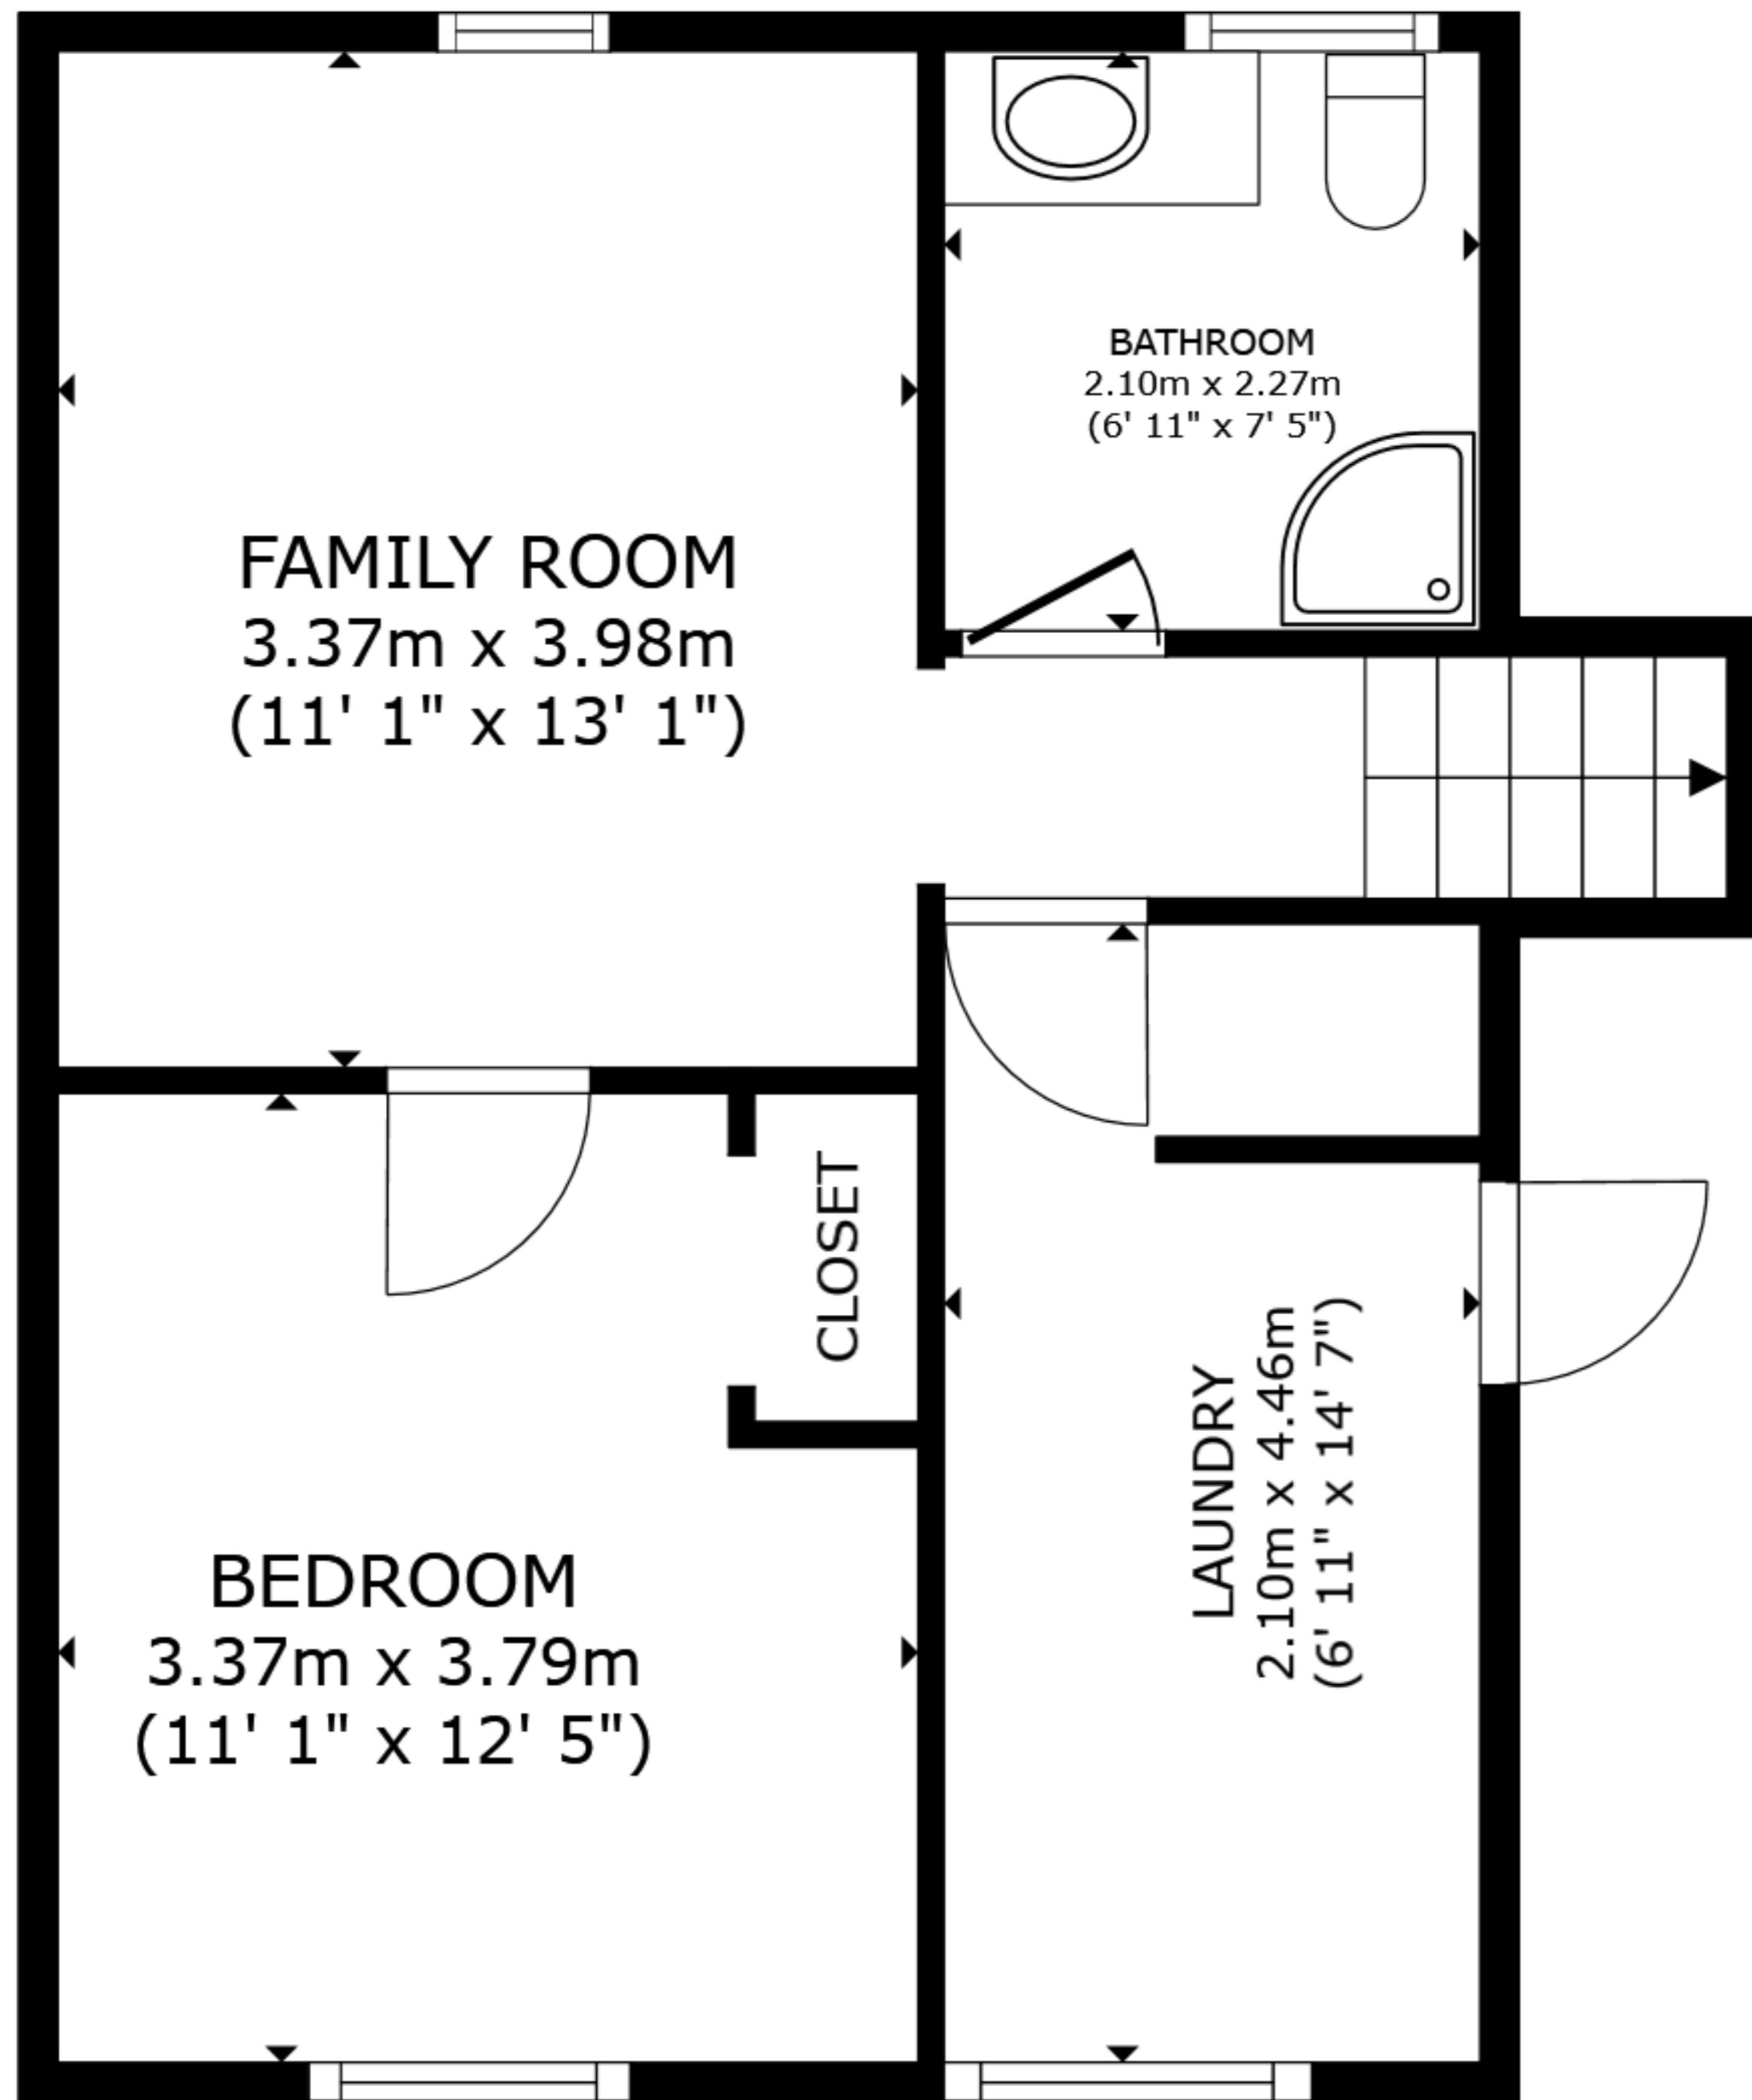 BATHROOM
2.10m x 2.27m
(6' 11" x 7' 5")
FAMILY ROOM
3.37m x 3.98m
(11' 1" x 13' 1")
CLOSET
LAUNDRY
2.10m x 4.46m
(6' 11" x 14' 7")
BEDROOM
3.37m x 3.79m
(11' 1" x 12' 5")